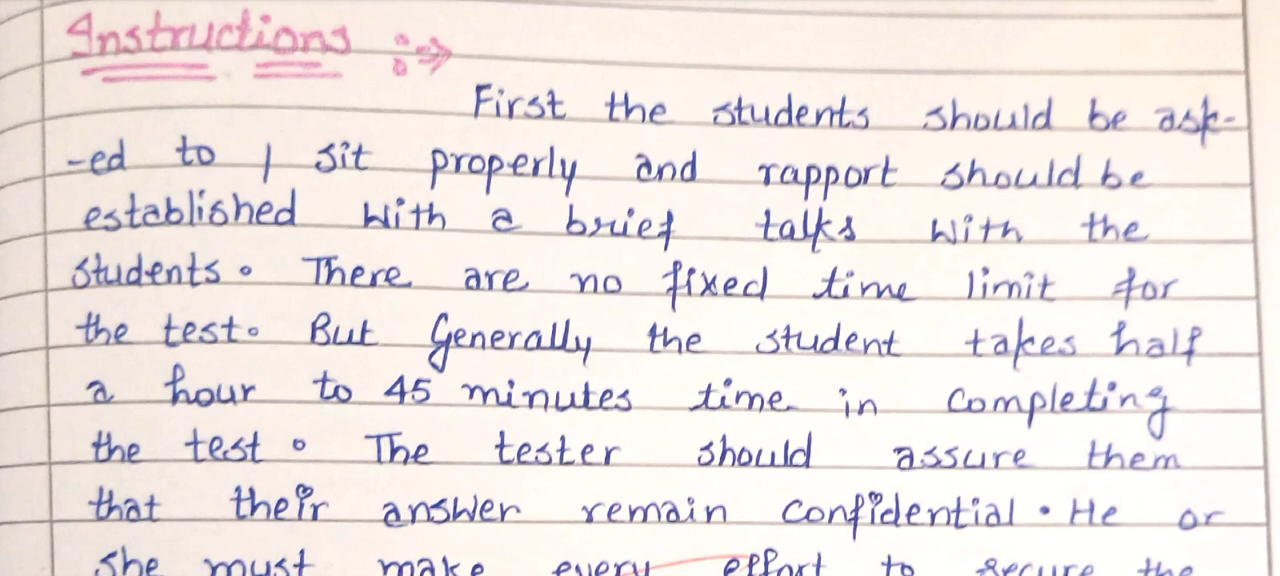 Instructions :⇒
First the students should be ask-
-ed to | sit properly and rapport should be
established with a brief talks with the
students. There are no fixed time limit for
the test. But Generally the student takes half
a hour to 45 minutes time in completing
the test. The tester should assure them
that their answer remain confidential. He or
she must make every effort to secure the